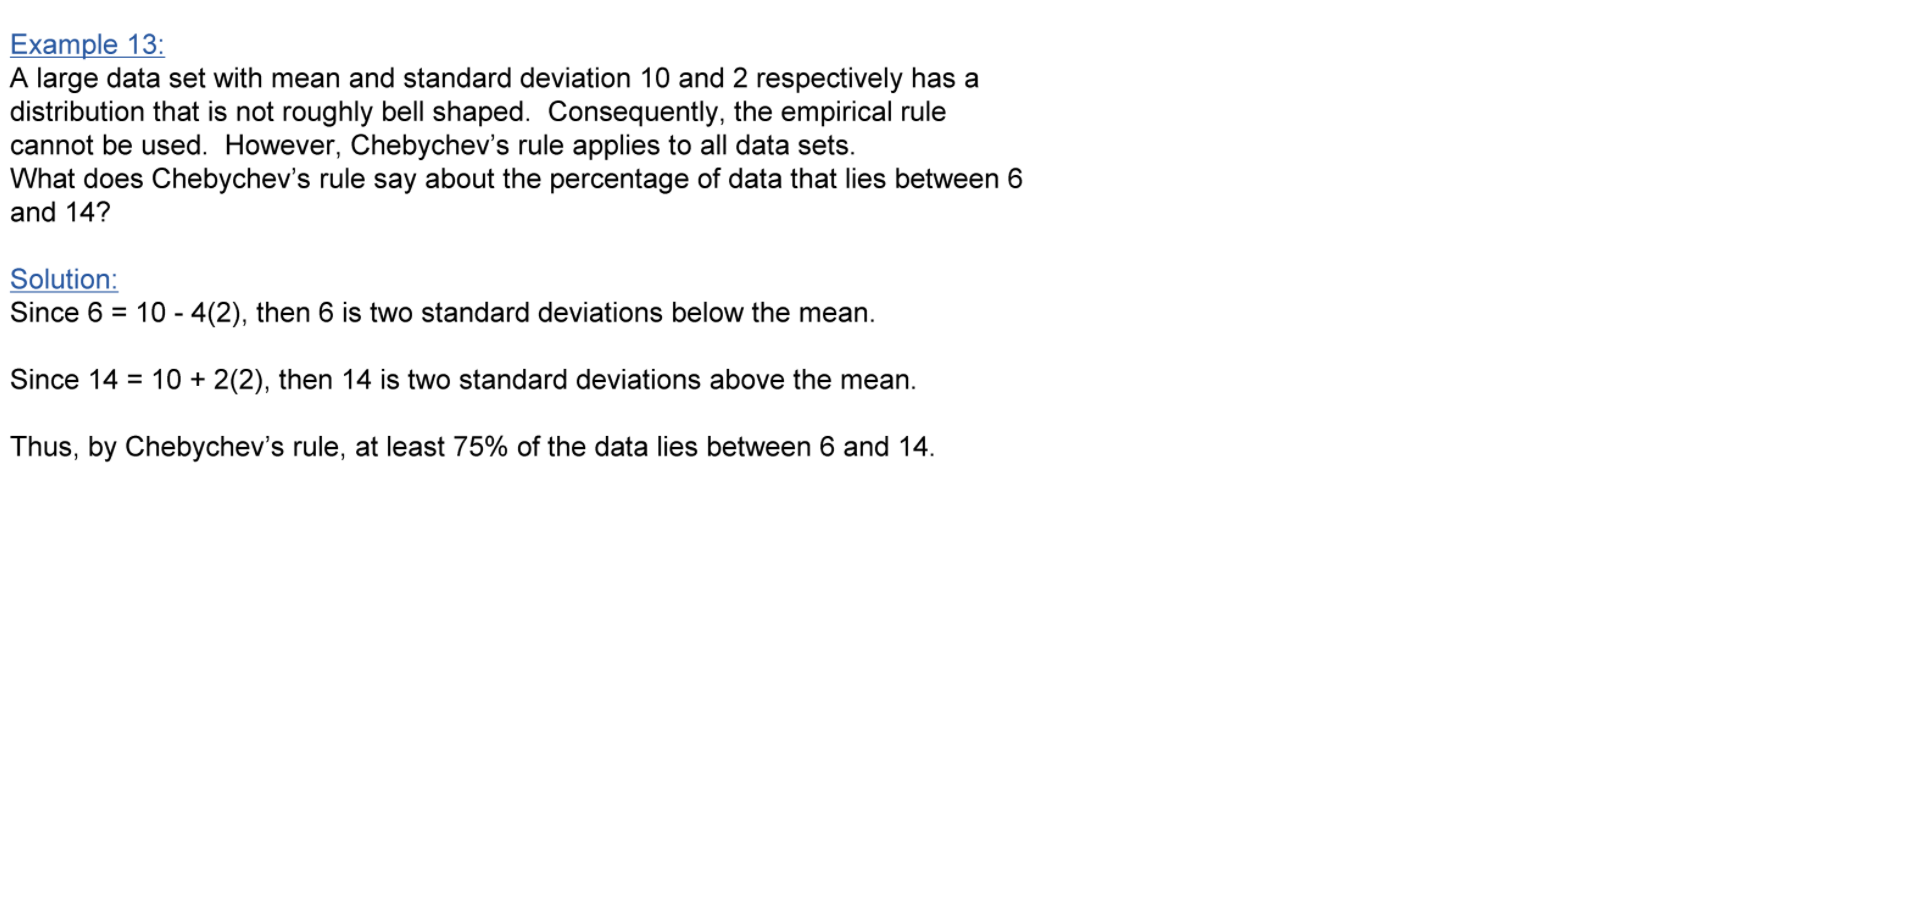 Example 13:
A large data set with mean and standard deviation 10 and 2 respectively has a
distribution that is not roughly bell shaped.  Consequently, the empirical rule
cannot be used.  However, Chebychev’s rule applies to all data sets.
What does Chebychev’s rule say about the percentage of data that lies between 6
and 14?
Solution:
Since 6 = 10 - 4(2), then 6 is two standard deviations below the mean.
Since 14 = 10 + 2(2), then 14 is two standard deviations above the mean.
Thus, by Chebychev’s rule, at least 75% of the data lies between 6 and 14.